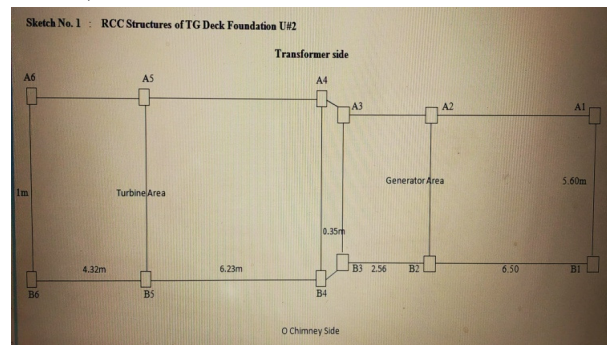 Sketch No. 1 : RCC Structures of TG Deck Foundation U#2
Transformer side
A6 A5 A4 A3 A2 A1
1m Turbine Area Generator Area 5.60m
0.35m
4.32m 6.23m B3 2.56 B2 6.50 B1
B6 B5 B4
O Chimney Side